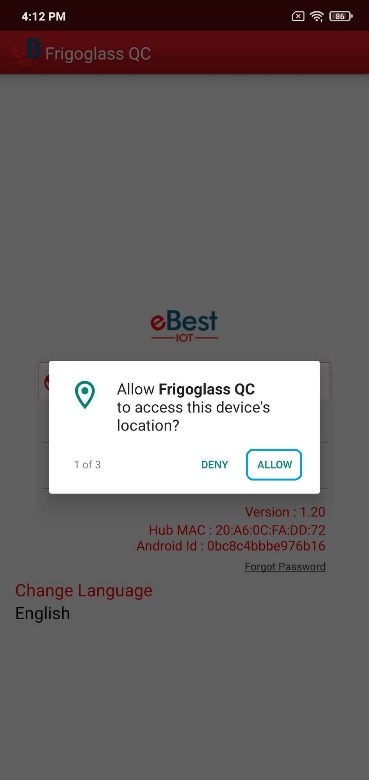 4:12 PM
86
eB
Frigoglass QC
eBest
IOT
Allow Frigoglass QC
to access this device's
location?
1 of 3
DENY
ALLOW
Version : 1.20
Hub MAC : 20:A6:0C:FA:DD:72
Android Id : 0bc8c4bbbe976b16
Forgot Password
Change Language
English